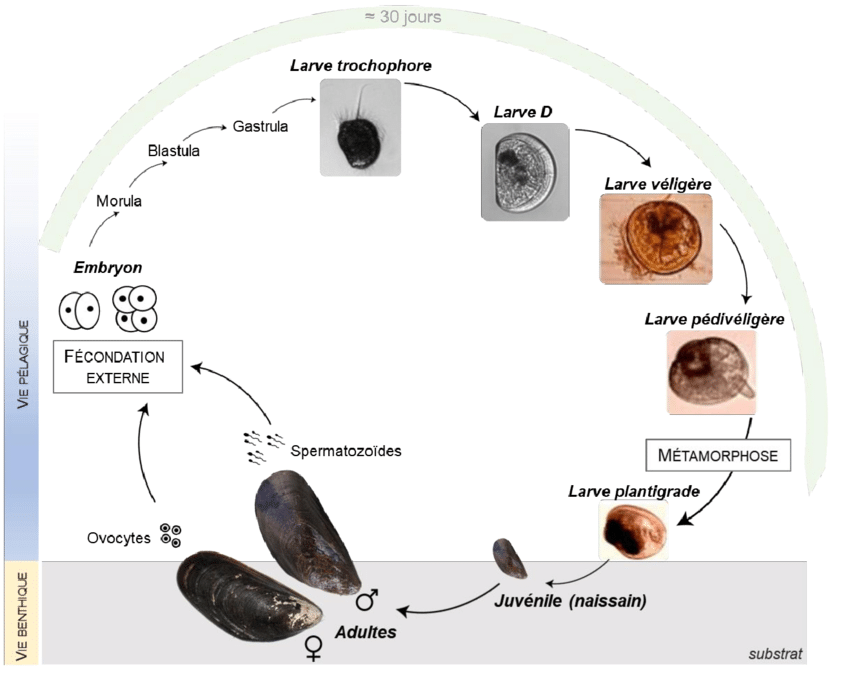 ≈ 30 jours
Larve trochophore
Larve D
Gastrula
Blastula
Larve véligère
Morula
Embryon
Larve pédivéligère
FÉCONDATION
EXTERNE
VIE PÉLAGIQUE
MÉTAMORPHOSE
Spermatozoïdes
Larve plantigrade
Ovocytes
Juvénile (naissain)
♂
Adultes
♀
VIE BENTHIQUE
substrat